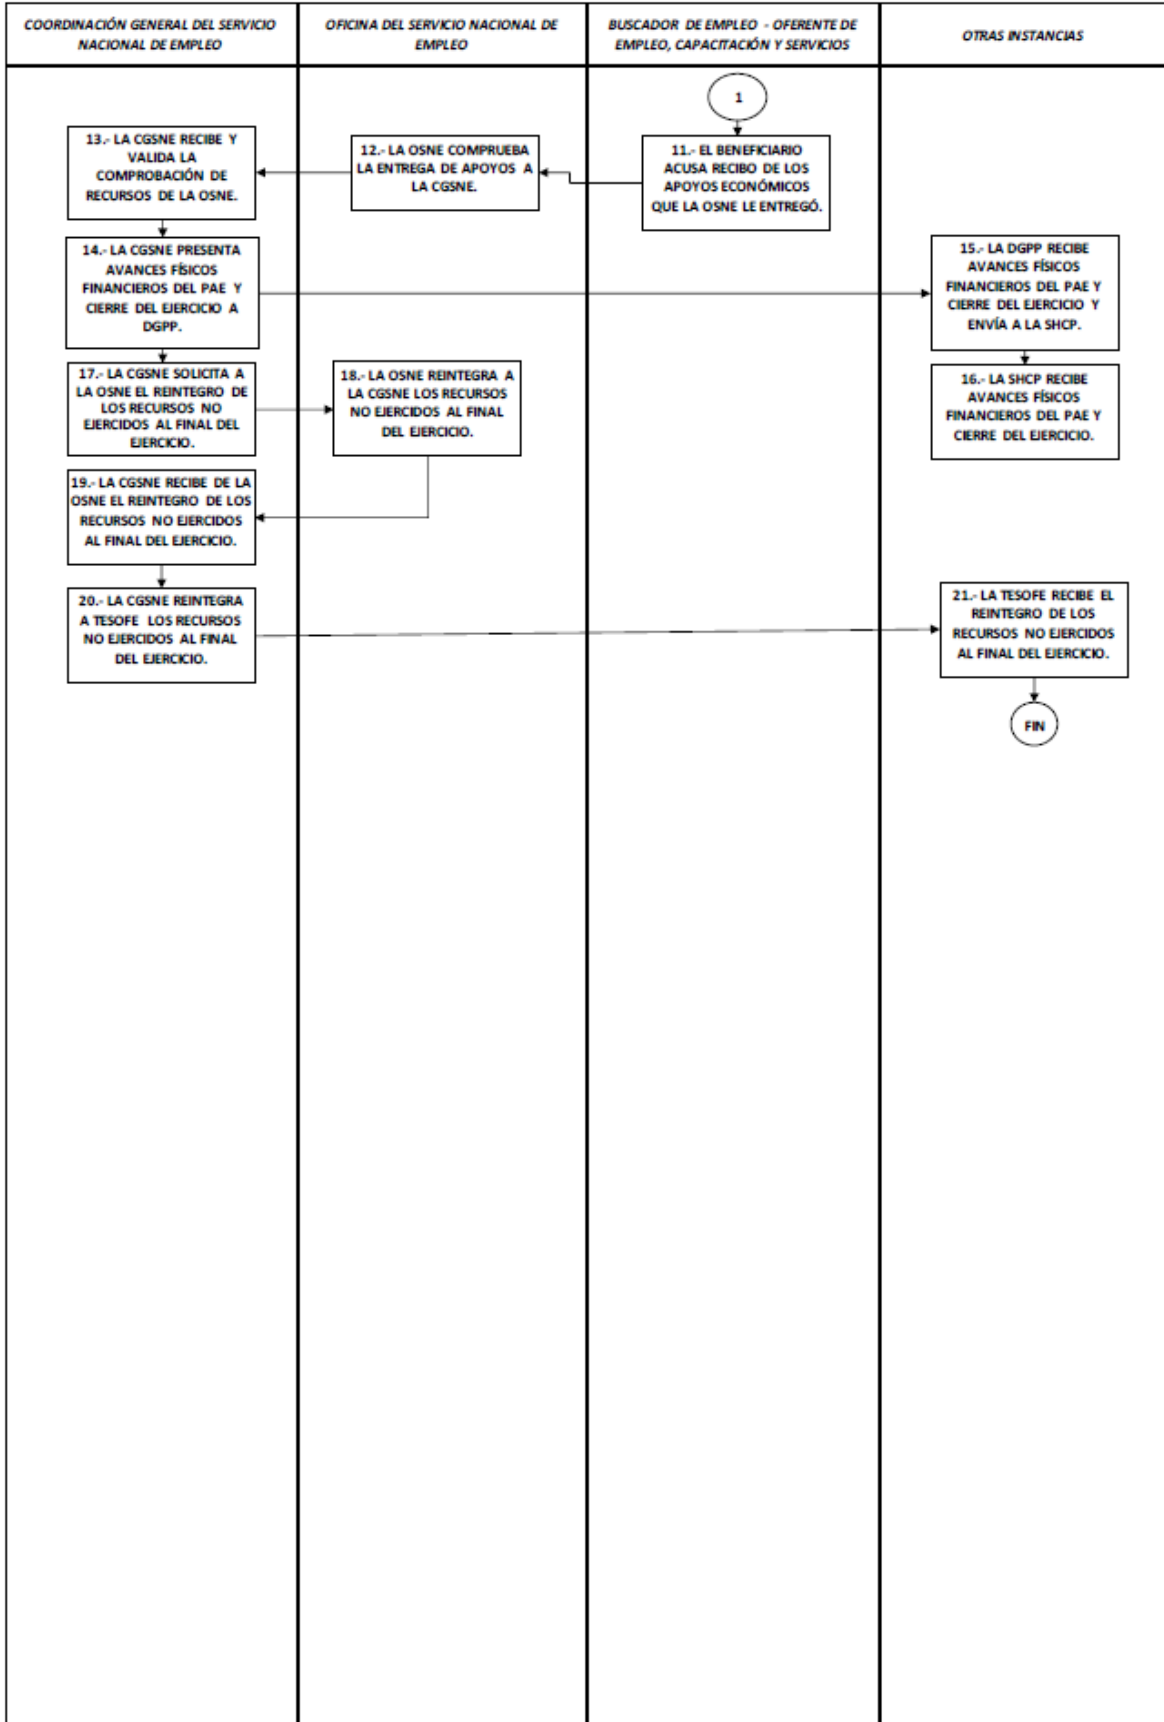 COORDINACIÓN GENERAL DEL SERVICIO
NACIONAL DE EMPLEO
OFICINA DEL SERVICIO NACIONAL DE
EMPLEO
BUSCADOR DE EMPLEO - OFERENTE DE
EMPLEO, CAPACITACIÓN Y SERVICIOS
OTRAS INSTANCIAS
1
11.- EL BENEFICIARIO
ACUSA RECIBO DE LOS
APOYOS ECONÓMICOS
QUE LA OSNE LE ENTREGÓ.
12.- LA OSNE COMPRUEBA
LA ENTREGA DE APOYOS A
LA CGSNE.
13.- LA CGSNE RECIBE Y
VALIDA LA
COMPROBACIÓN DE
RECURSOS DE LA OSNE.
14.- LA CGSNE PRESENTA
AVANCES FÍSICOS
FINANCIEROS DEL PAE Y
CIERRE DEL EJERCICIO A
DGPP.
15.- LA DGPP RECIBE
AVANCES FÍSICOS
FINANCIEROS DEL PAE Y
CIERRE DEL EJERCICIO Y
ENVÍA A LA SHCP.
16.- LA SHCP RECIBE
AVANCES FÍSICOS
FINANCIEROS DEL PAE Y
CIERRE DEL EJERCICIO.
17.- LA CGSNE SOLICITA A
LA OSNE EL REINTEGRO DE
LOS RECURSOS NO
EJERCIDOS AL FINAL DEL
EJERCICIO.
18.- LA OSNE REINTEGRA A
LA CGSNE LOS RECURSOS
NO EJERCIDOS AL FINAL
DEL EJERCICIO.
19.- LA CGSNE RECIBE DE LA
OSNE EL REINTEGRO DE LOS
RECURSOS NO EJERCIDOS
AL FINAL DEL EJERCICIO.
20.- LA CGSNE REINTEGRA
A TESOFE LOS RECURSOS
NO EJERCIDOS AL FINAL
DEL EJERCICIO.
21.- LA TESOFE RECIBE EL
REINTEGRO DE LOS
RECURSOS NO EJERCIDOS
AL FINAL DEL EJERCICIO.
FIN